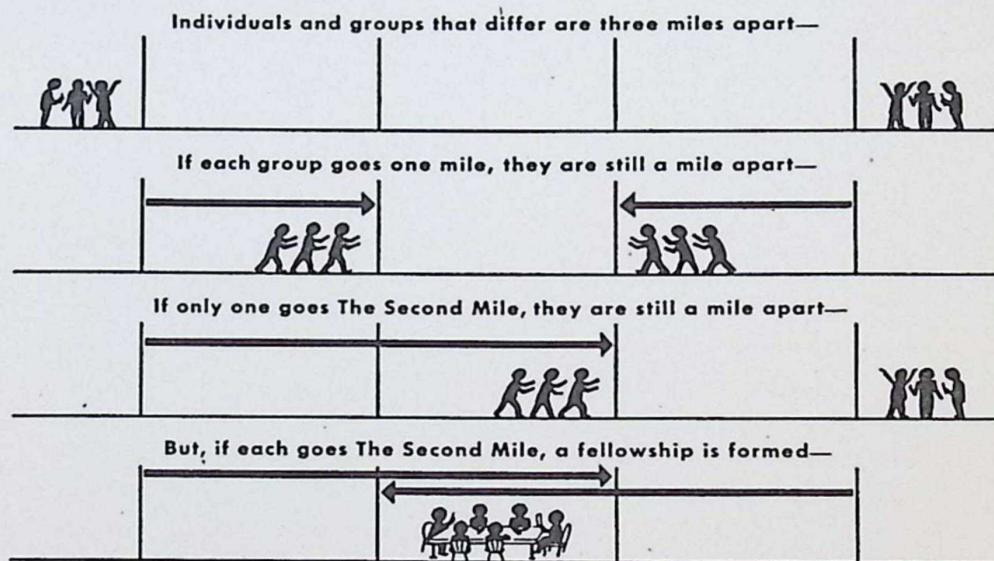 Individuals and groups that differ are three miles apart—
If each group goes one mile, they are still a mile apart—
If only one goes The Second Mile, they are still a mile apart—
But, if each goes The Second Mile, a fellowship is formed—